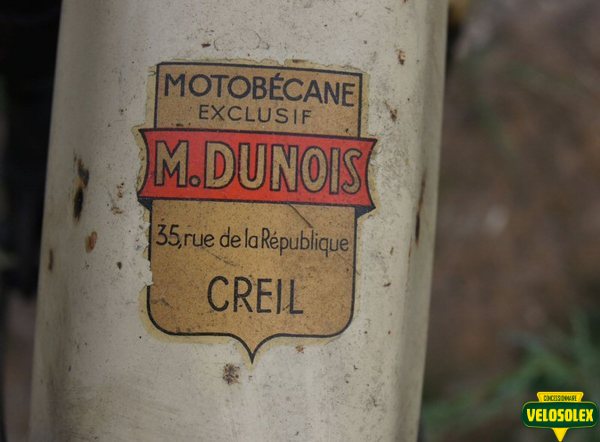 MOTOBÉCANE
EXCLUSIF
M. DUNOIS
35, rue de la République
CREIL
CONCESSIONNAIRE
VELOSOLEX